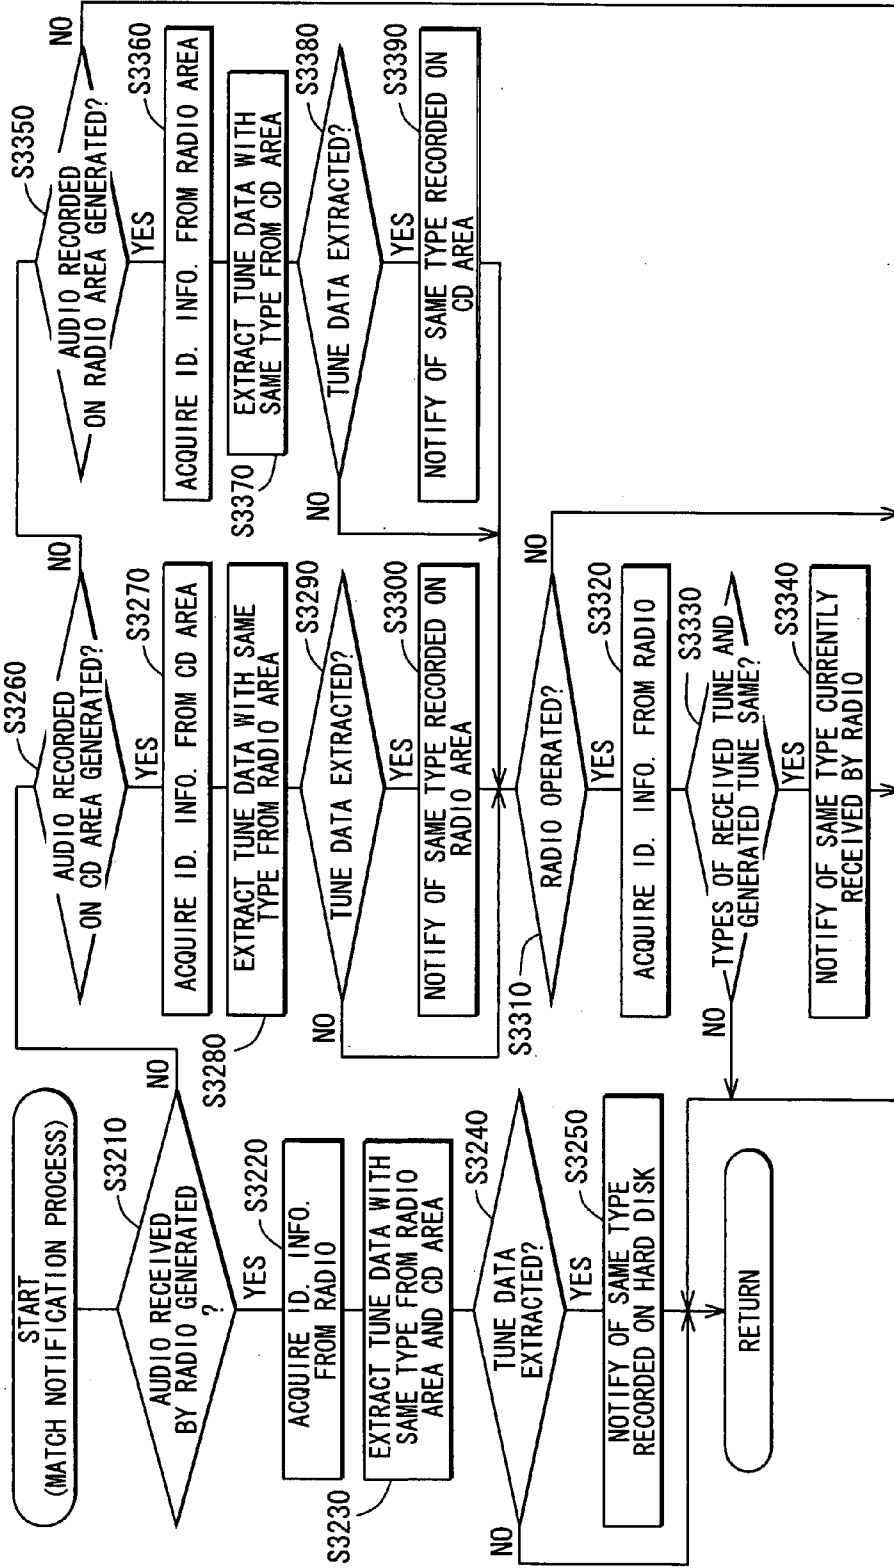 START
(MATCH NOTIFICATION PROCESS)
S3210
AUDIO RECEIVED
BY RADIO GENERATED
?
NO
YES
S3220
ACQUIRE ID. INFO.
FROM RADIO
S3230
EXTRACT TUNE DATA WITH
SAME TYPE FROM RADIO
AREA AND CD AREA
S3240
TUNE DATA
EXTRACTED?
NO
YES
S3250
NOTIFY OF SAME TYPE
RECORDED ON HARD DISK
RETURN
S3260
AUDIO RECORDED
ON CD AREA GENERATED?
NO
YES
S3270
ACQUIRE ID. INFO. FROM CD AREA
S3280
EXTRACT TUNE DATA WITH SAME
TYPE FROM RADIO AREA
S3290
TUNE DATA EXTRACTED?
NO
YES
S3300
NOTIFY OF SAME TYPE RECORDED ON
RADIO AREA
S3310
RADIO OPERATED?
NO
YES
S3320
ACQUIRE ID. INFO. FROM RADIO
S3330
TYPES OF RECEIVED TUNE AND
GENERATED TUNE SAME?
NO
YES
S3340
NOTIFY OF SAME TYPE CURRENTLY
RECEIVED BY RADIO
S3350
AUDIO RECORDED
ON RADIO AREA GENERATED?
NO
YES
S3360
ACQUIRE ID. INFO. FROM RADIO AREA
S3370
EXTRACT TUNE DATA WITH
SAME TYPE FROM CD AREA
S3380
TUNE DATA EXTRACTED?
NO
YES
S3390
NOTIFY OF SAME TYPE RECORDED ON
CD AREA